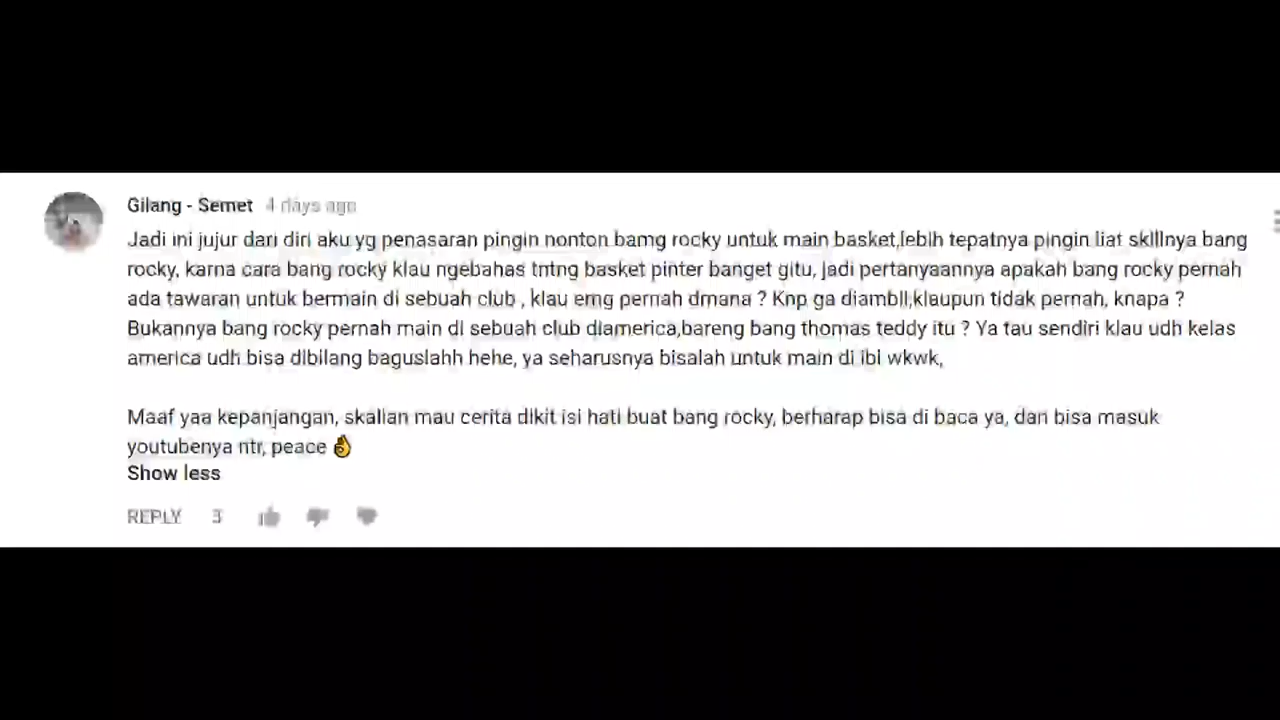 Gilang - Semet 4 days ago
Jadi ini jujur dari diri aku yg penasaran pingin nonton bamg rocky untuk main basket,lebih tepatnya pingin liat skillnya bang
rocky, karna cara bang rocky klau ngebahas tntng basket pinter banget gitu, jadi pertanyaannya apakah bang rocky pernah
ada tawaran untuk bermain di sebuah club , klau emg pernah dmana ? Knp ga diambil,klaupun tidak pernah, knapa ?
Bukannya bang rocky pernah main di sebuah club diamerica,bareng bang thomas teddy itu ? Ya tau sendiri klau udh kelas
america udh bisa dibilang baguslahh hehe, ya seharusnya bisalah untuk main di ibl wkwk,
Maaf yaa kepanjangan, skalian mau cerita dikit isi hati buat bang rocky, berharap bisa di baca ya, dan bisa masuk
youtubenya ntr, peace 👌
Show less
REPLY 3